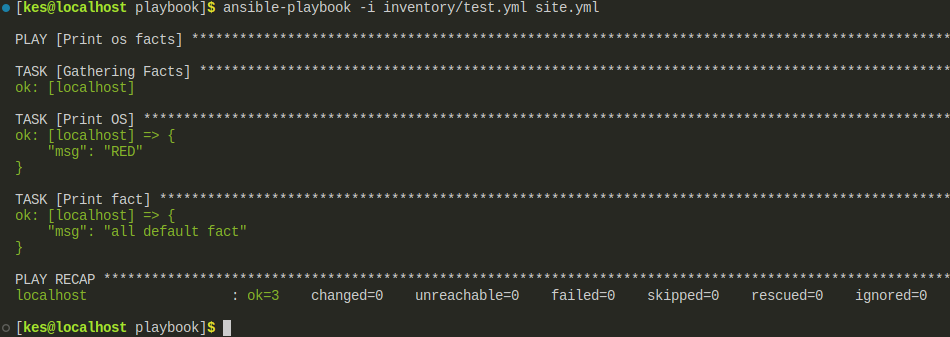 [kes@localhost playbook]$ ansible-playbook -i inventory/test.yml site.yml
PLAY [Print os facts] **********************************************************************************************
TASK [Gathering Facts] *********************************************************************************************
ok: [localhost]
TASK [Print OS] ****************************************************************************************************
ok: [localhost] => {
    "msg": "RED"
}
TASK [Print fact] **************************************************************************************************
ok: [localhost] => {
    "msg": "all default fact"
}
PLAY RECAP *********************************************************************************************************
localhost                  : ok=3    changed=0    unreachable=0    failed=0    skipped=0    rescued=0    ignored=0
[kes@localhost playbook]$